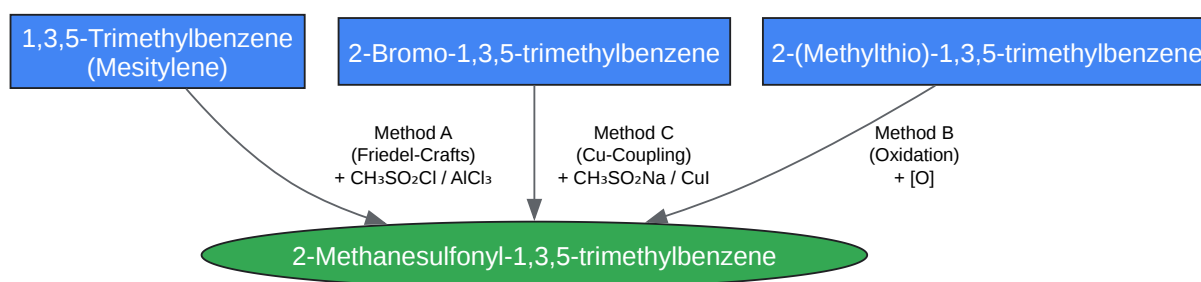 1,3,5-Trimethylbenzene
(Mesitylene)
2-Bromo-1,3,5-trimethylbenzene
2-(Methylthio)-1,3,5-trimethylbenzene
Method A
(Friedel-Crafts)
+ CH₃SO₂Cl / AlCl₃
Method C
(Cu-Coupling)
+ CH₃SO₂Na / CuI
Method B
(Oxidation)
+ [O]
2-Methanesulfonyl-1,3,5-trimethylbenzene